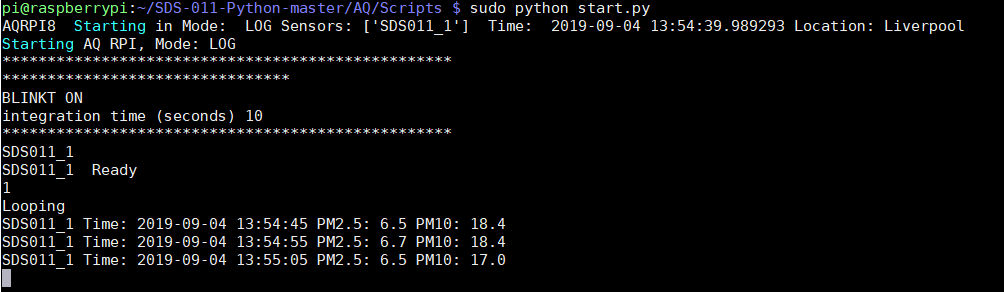 pi@raspberrypi:~/SDS-011-Python-master/AQ/Scripts $ sudo python start.py
AQRPI8  Starting in Mode:  LOG Sensors: ['SDS011_1']  Time:  2019-09-04 13:54:39.989293 Location: Liverpool
Starting AQ RPI, Mode: LOG
**************************************************
********************************
BLINKT ON
integration time (seconds) 10
**************************************************
SDS011_1
SDS011_1  Ready
1
Looping
SDS011_1 Time: 2019-09-04 13:54:45 PM2.5: 6.5 PM10: 18.4
SDS011_1 Time: 2019-09-04 13:54:55 PM2.5: 6.7 PM10: 18.4
SDS011_1 Time: 2019-09-04 13:55:05 PM2.5: 6.5 PM10: 17.0